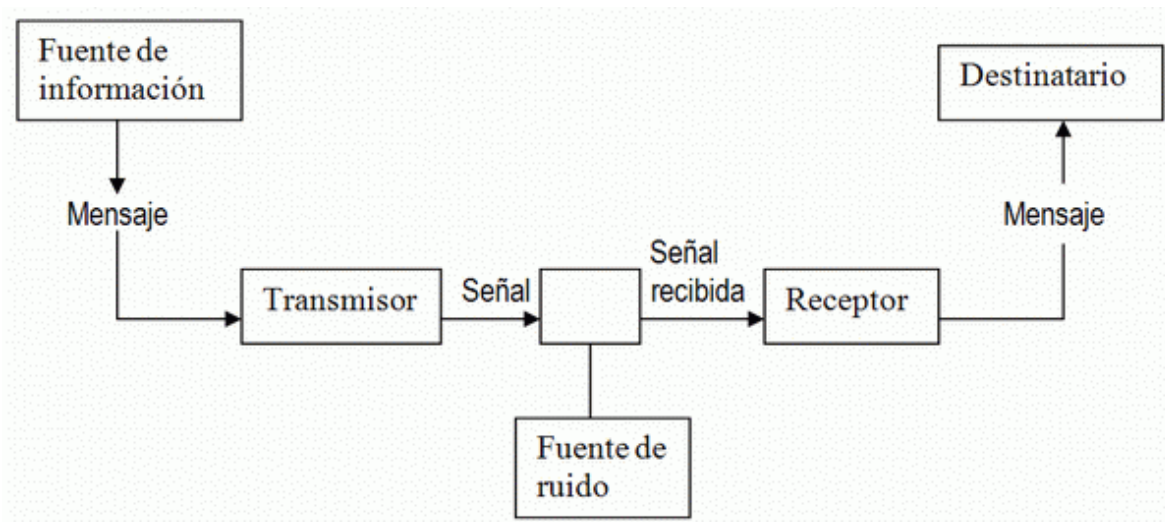 Fuente de
información
Destinatario
Mensaje
Mensaje
Transmisor
Señal
Señal
recibida
Receptor
Fuente de
ruido